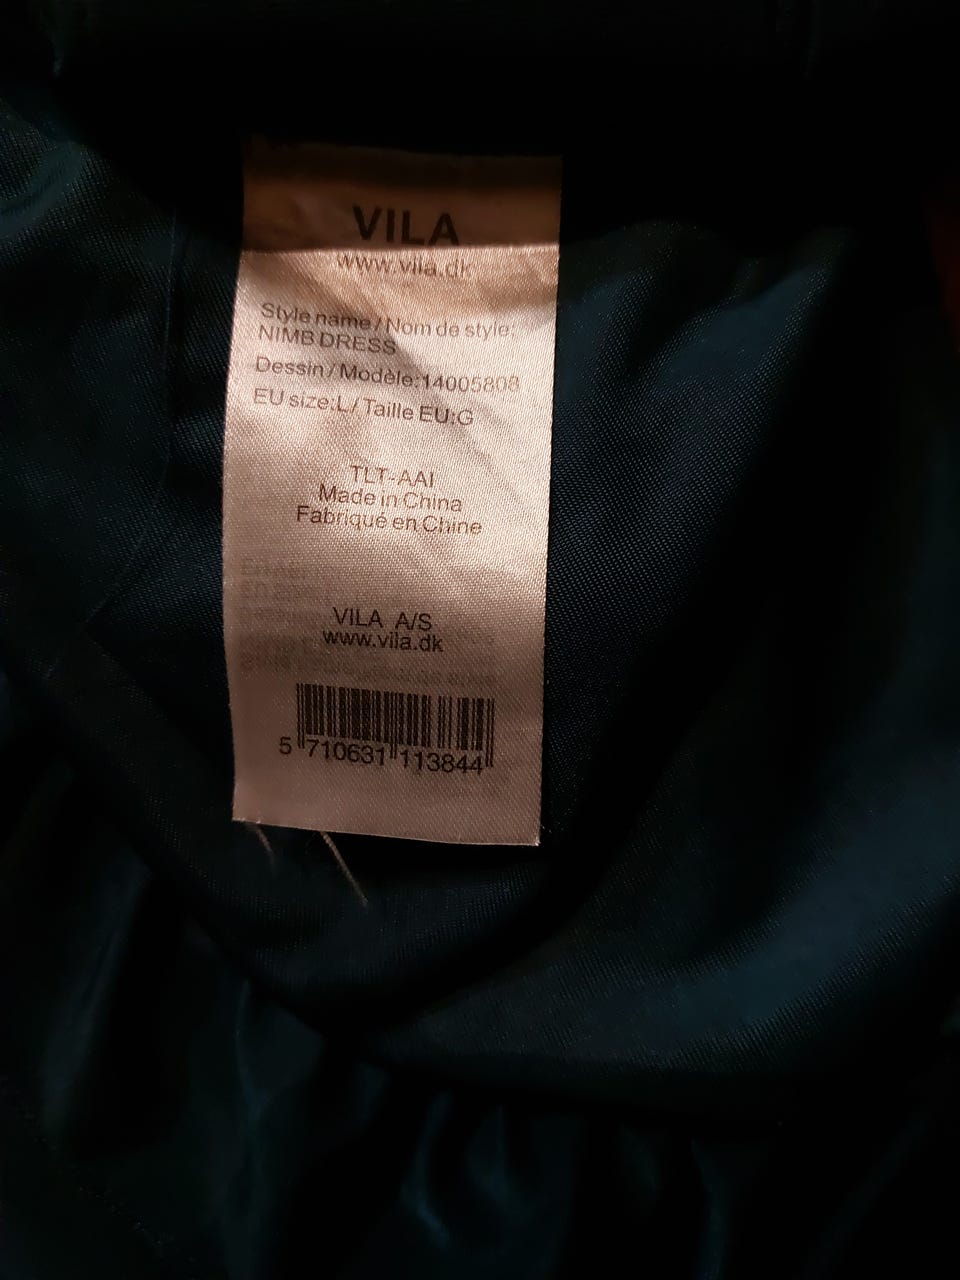 VILA
www.vila.dk
Style name / Nom de style:
NIMB DRESS
Dessin / Modèle:14005808
EU size:L / Taille EU:G
TLT-AAI
Made in China
Fabriqué en Chine
VILA A/S
www.vila.dk
5 710631 113844